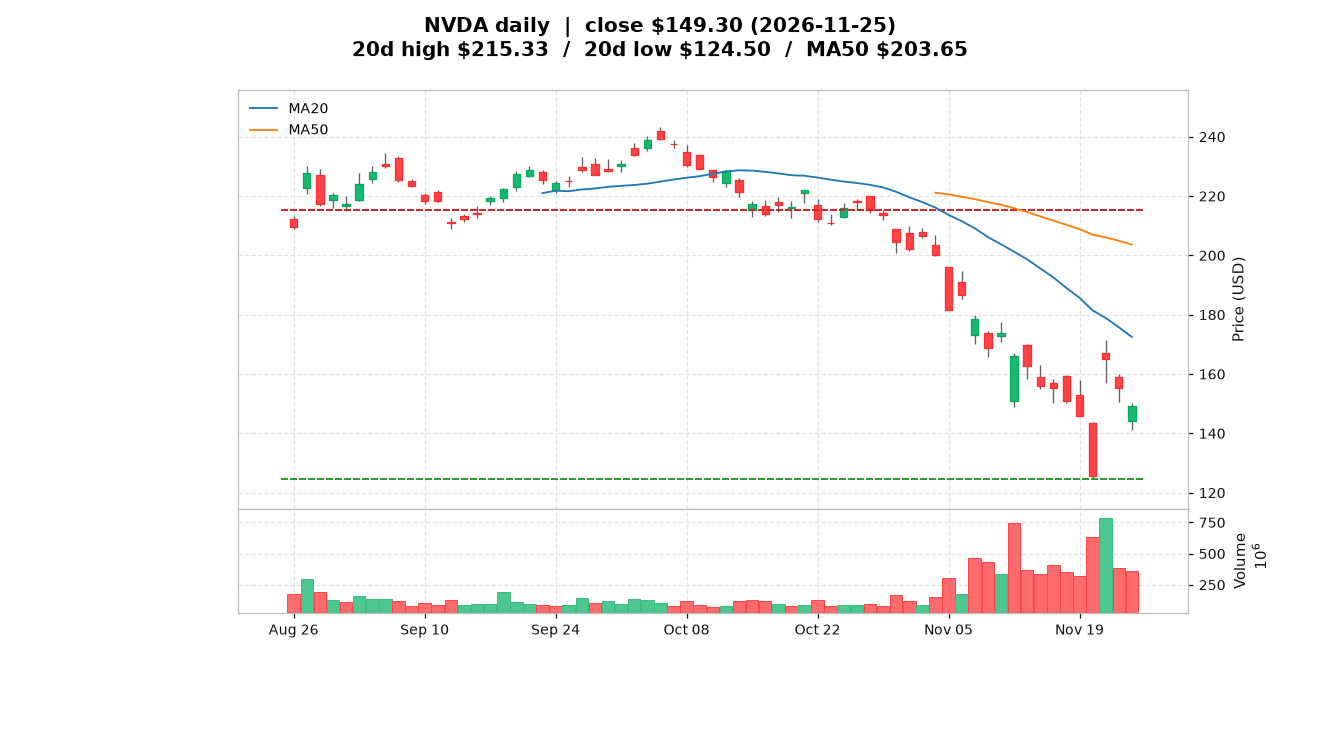 NVDA daily | close $149.30 (2026-11-25)
20d high $215.33 / 20d low $124.50 / MA50 $203.65
MA20
MA50
240
220
200
180
160
140
120
Price (USD)
750
500
250
Volume
10⁶
Aug 26
Sep 10
Sep 24
Oct 08
Oct 22
Nov 05
Nov 19